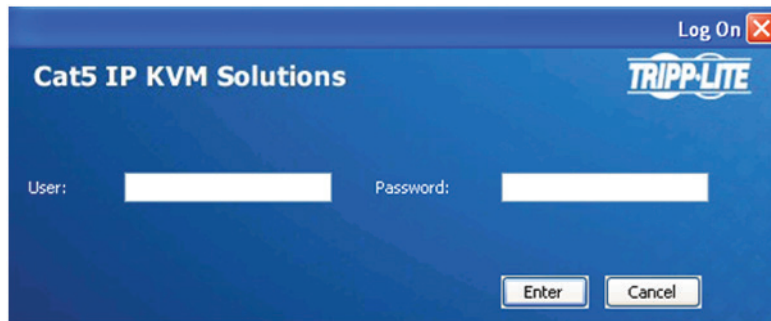 Log On
Cat5 IP KVM Solutions
TRIPP·LITE
User:
Password:
Enter
Cancel